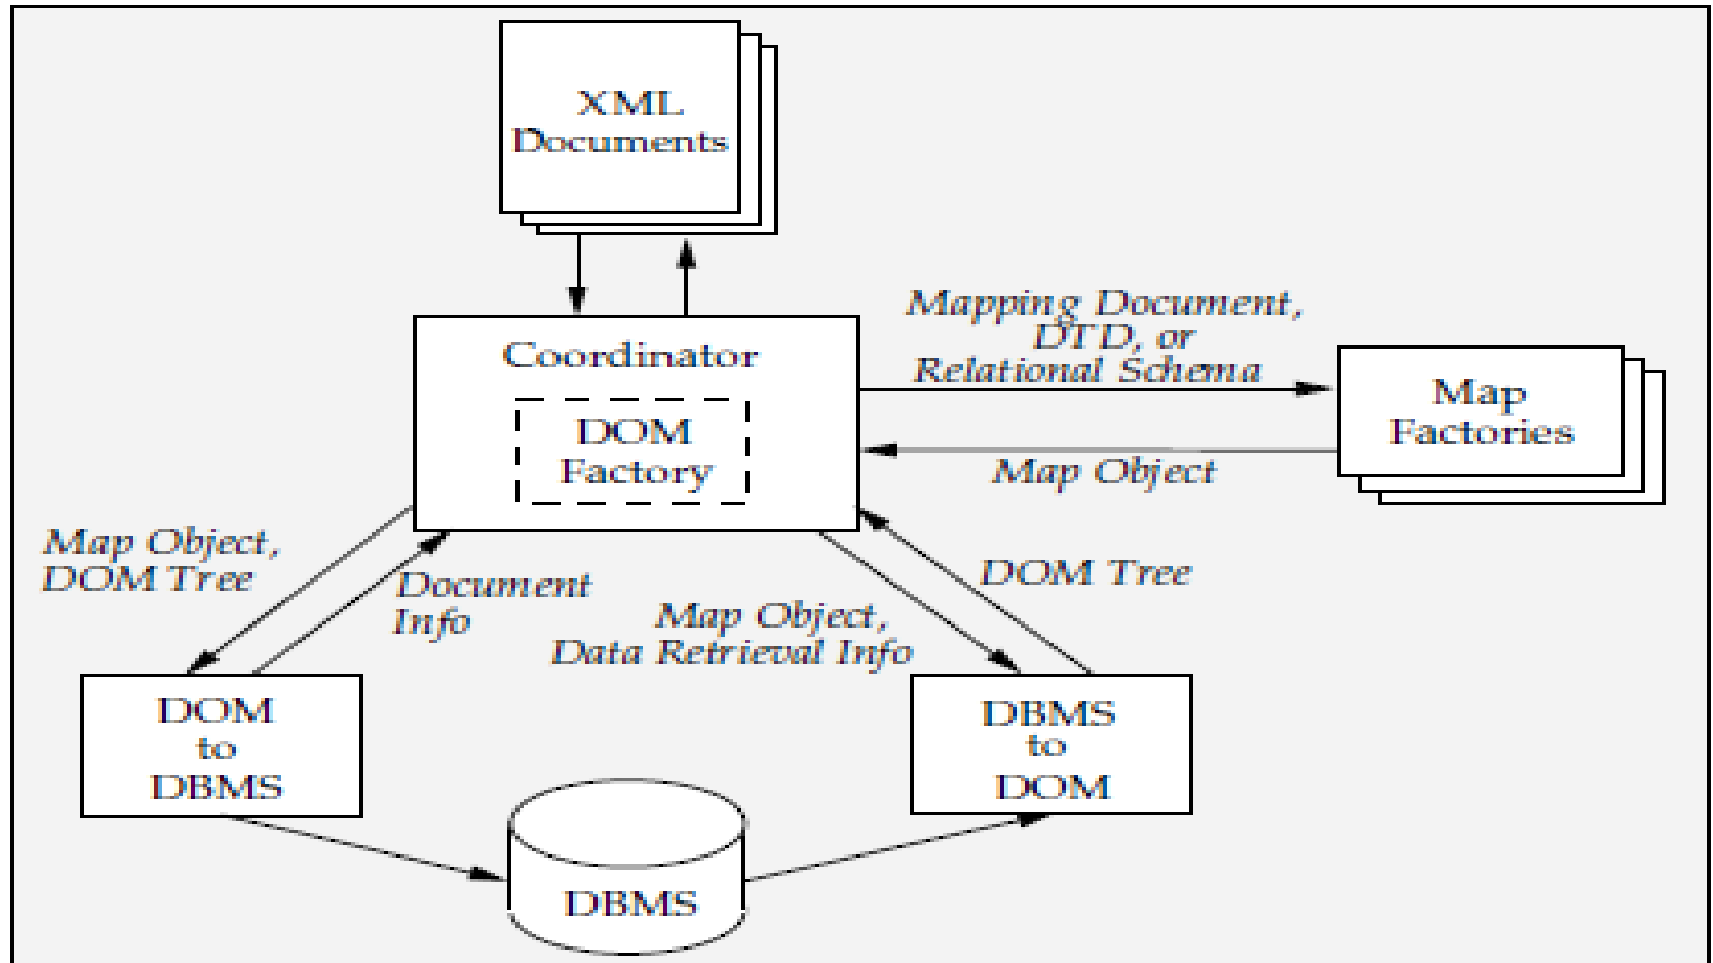 XML
Documents
Coordinator
DOM
Factory
Mapping Document,
DTD, or
Relational Schema
Map
Factories
Map Object
Map Object,
DOM Tree
Document
Info
Map Object,
Data Retrieval Info
DOM Tree
DOM
to
DBMS
DBMS
to
DOM
DBMS